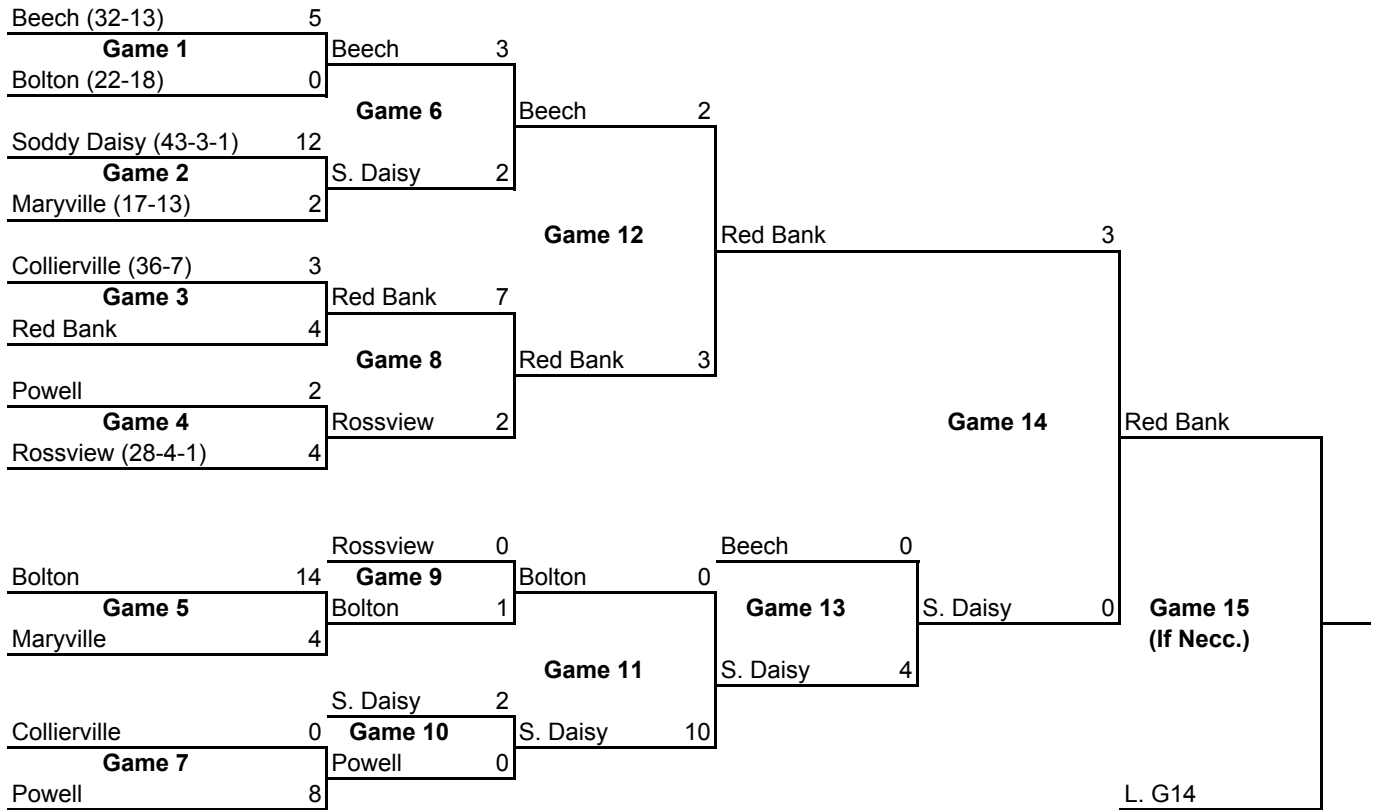 Beech (32-13) 5
Game 1
Beech 3
Bolton (22-18) 0
Game 6
Beech 2
Soddy Daisy (43-3-1) 12
Game 2
S. Daisy 2
Maryville (17-13) 2
Game 12
Red Bank 3
Collierville (36-7) 3
Game 3
Red Bank 7
Red Bank 4
Game 8
Red Bank 3
Powell 2
Game 4
Rossview 2
Game 14
Red Bank
Rossview (28-4-1) 4
Rossview 0
Beech 0
Bolton 14
Game 9
Bolton 0
Game 5
Bolton 1
Game 13
S. Daisy 0
Game 15
Maryville 4
(If Necc.)
Game 11
S. Daisy 4
S. Daisy 2
Collierville 0
Game 10
S. Daisy 10
Game 7
Powell 0
Powell 8
L. G14